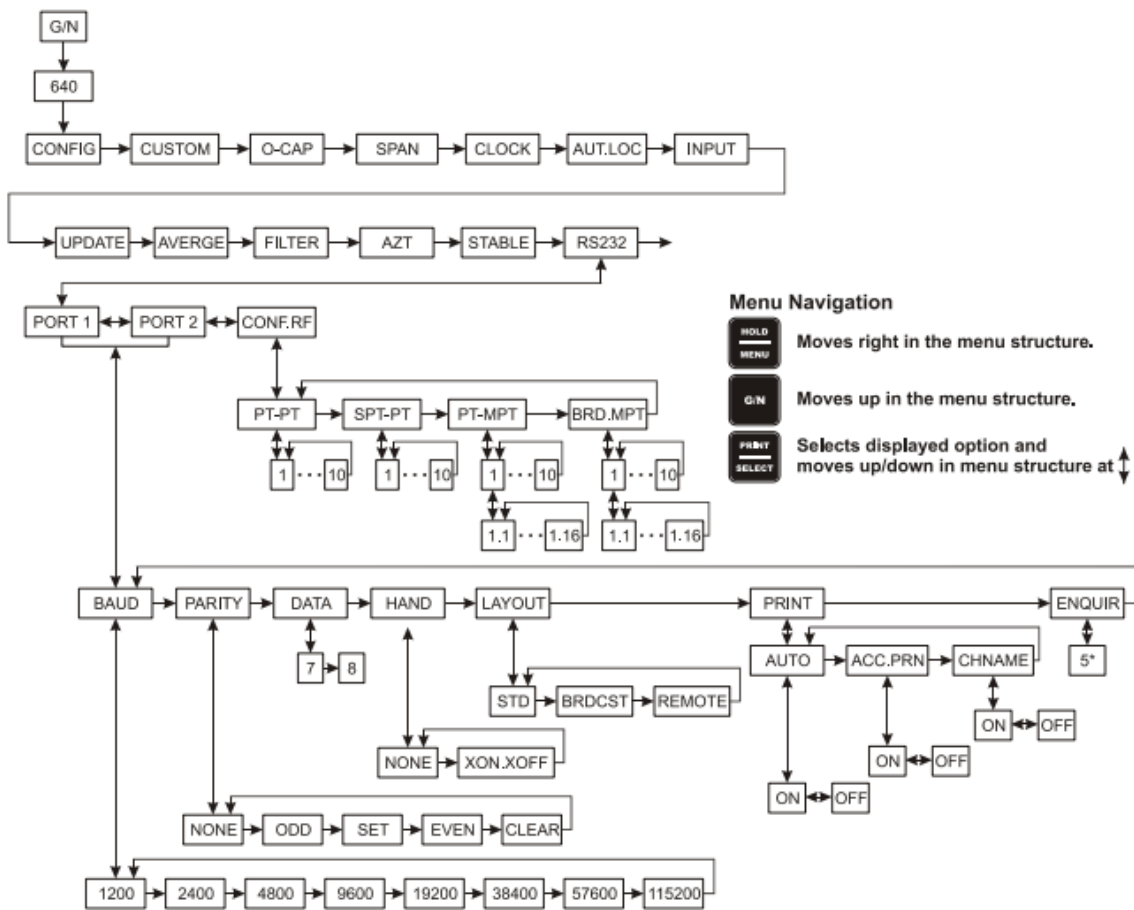 G/N
640
CONFIG CUSTOM O-CAP SPAN CLOCK AUT.LOC INPUT
UPDATE AVERGE FILTER AZT STABLE RS232
PORT 1 PORT 2 CONF.RF
Menu Navigation
HOLD
MENU
Moves right in the menu structure.
G/N
Moves up in the menu structure.
PRINT
SELECT
Selects displayed option and
moves up/down in menu structure at
PT-PT SPT-PT PT-MPT BRD.MPT
1 ··· 10 1 ··· 10 1 ··· 10 1 ··· 10
1.1 ··· 1.16 1.1 ··· 1.16
BAUD PARITY DATA HAND LAYOUT PRINT ENQUIR
7 8
AUTO ACC.PRN CHNAME 5*
STD BRDCST REMOTE
ON OFF
NONE XON.XOFF
ON OFF
ON OFF
NONE ODD SET EVEN CLEAR
1200 2400 4800 9600 19200 38400 57600 115200